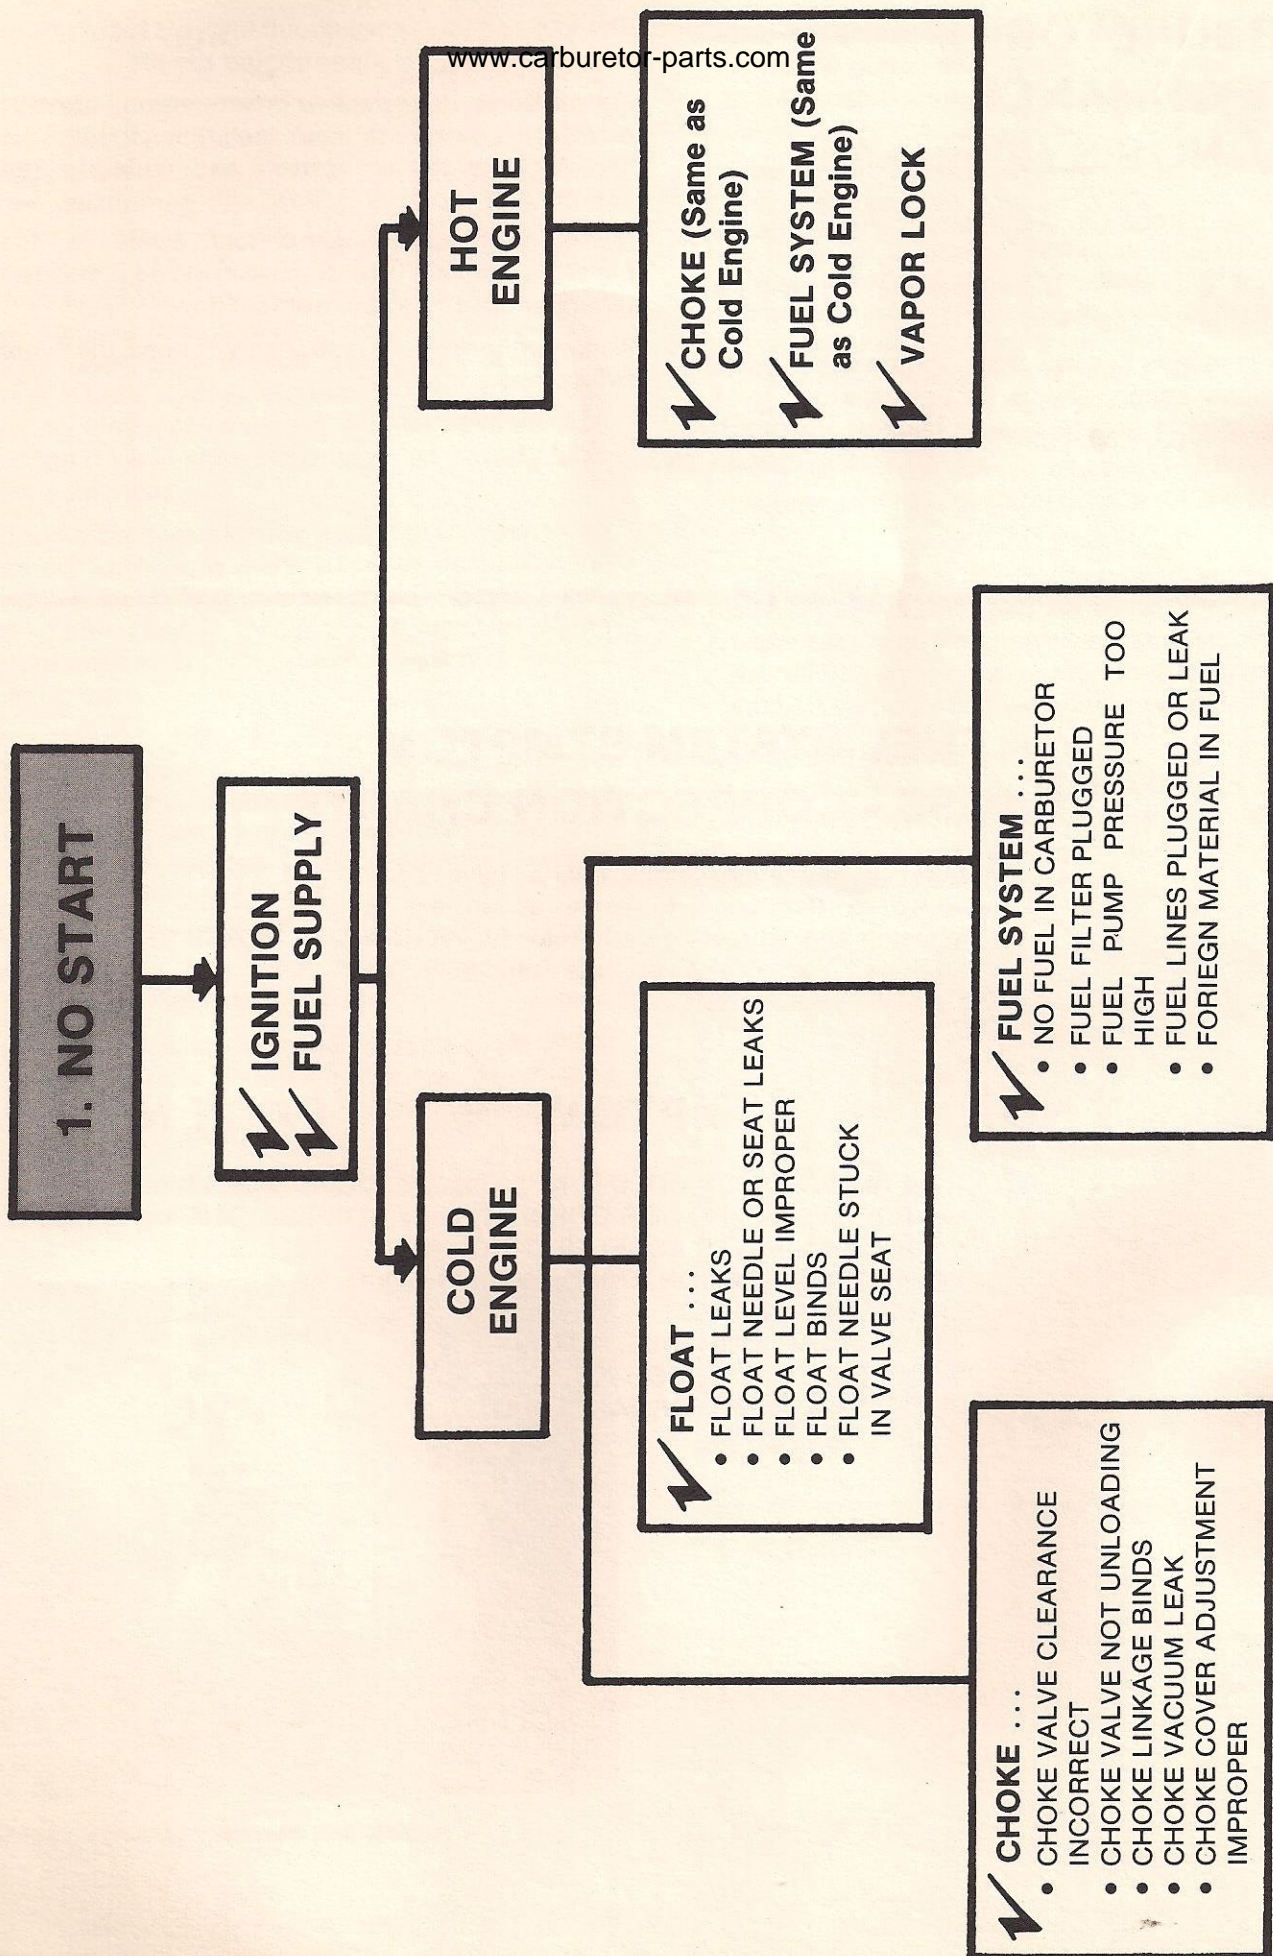 www.carburetor-parts.com
1. NO START
IGNITION
FUEL SUPPLY
COLD
ENGINE
HOT
ENGINE
FLOAT ...
• FLOAT LEAKS
• FLOAT NEEDLE OR SEAT LEAKS
• FLOAT LEVEL IMPROPER
• FLOAT BINDS
• FLOAT NEEDLE STUCK
IN VALVE SEAT
CHOKE (Same as
Cold Engine)
FUEL SYSTEM (Same
as Cold Engine)
VAPOR LOCK
CHOKE ...
• CHOKE VALVE CLEARANCE
INCORRECT
• CHOKE VALVE NOT UNLOADING
• CHOKE LINKAGE BINDS
• CHOKE VACUUM LEAK
• CHOKE COVER ADJUSTMENT
IMPROPER
FUEL SYSTEM ...
• NO FUEL IN CARBURETOR
• FUEL FILTER PLUGGED
• FUEL PUMP PRESSURE TOO
HIGH
• FUEL LINES PLUGGED OR LEAK
• FORIEGN MATERIAL IN FUEL